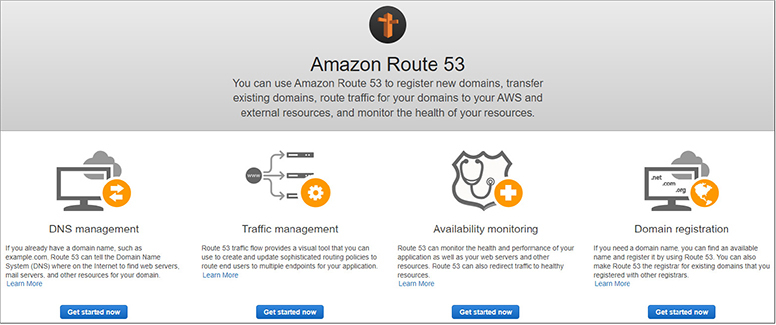 Amazon Route 53
You can use Amazon Route 53 to register new domains, transfer
existing domains, route traffic for your domains to your AWS and
external resources, and monitor the health of your resources.
www
.net
.com
.org
DNS management
If you already have a domain name, such as
example.com, Route 53 can tell the Domain Name
System (DNS) where on the Internet to find web servers,
mail servers, and other resources for your domain.
Learn More
Get started now
Traffic management
Route 53 traffic flow provides a visual tool that you can
use to create and update sophisticated routing policies to
route end users to multiple endpoints for your application.
Learn More
Get started now
Availability monitoring
Route 53 can monitor the health and performance of your
application as well as your web servers and other
resources. Route 53 can also redirect traffic to healthy
resources.
Learn More
Get started now
Domain registration
If you need a domain name, you can find an available
name and register it by using Route 53. You can also
make Route 53 the registrar for existing domains that you
registered with other registrars.
Learn More
Get started now